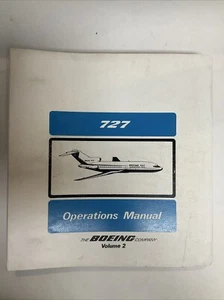 727
Operations Manual
THE BOEING COMPANY
Volume 2